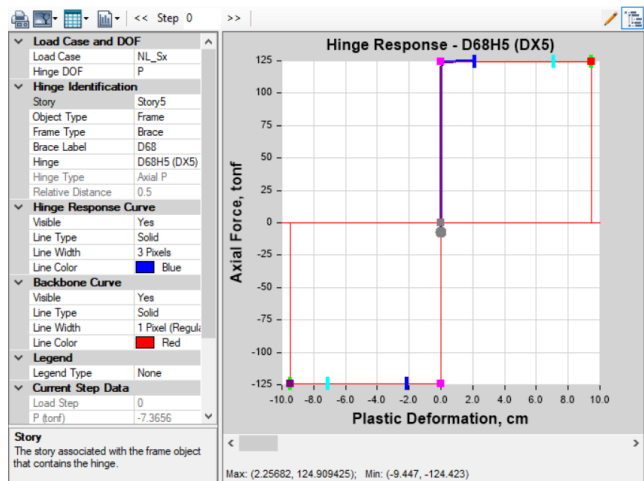 << Step 0 >>
Load Case and DOF
Load Case NL_Sx
Hinge DOF P
Hinge Identification
Story Story5
Object Type Frame
Frame Type Brace
Brace Label D68
Hinge D68H5 (DX5)
Hinge Type Axial P
Relative Distance 0.5
Hinge Response Curve
Visible Yes
Line Type Solid
Line Width 3 Pixels
Line Color Blue
Backbone Curve
Visible Yes
Line Type Solid
Line Width 1 Pixel (Regula
Line Color Red
Legend
Legend Type None
Current Step Data
Load Step 0
P (tonf) -7.3656
Story
The story associated with the frame object
that contains the hinge.
Hinge Response - D68H5 (DX5)
Axial Force, tonf
125
100
75
50
25
0
-25
-50
-75
-100
-125
-10.0 -8.0 -6.0 -4.0 -2.0 0.0 2.0 4.0 6.0 8.0 10.0
Plastic Deformation, cm
Max: (2.25682, 124.909425); Min: (-9.447, -124.423)